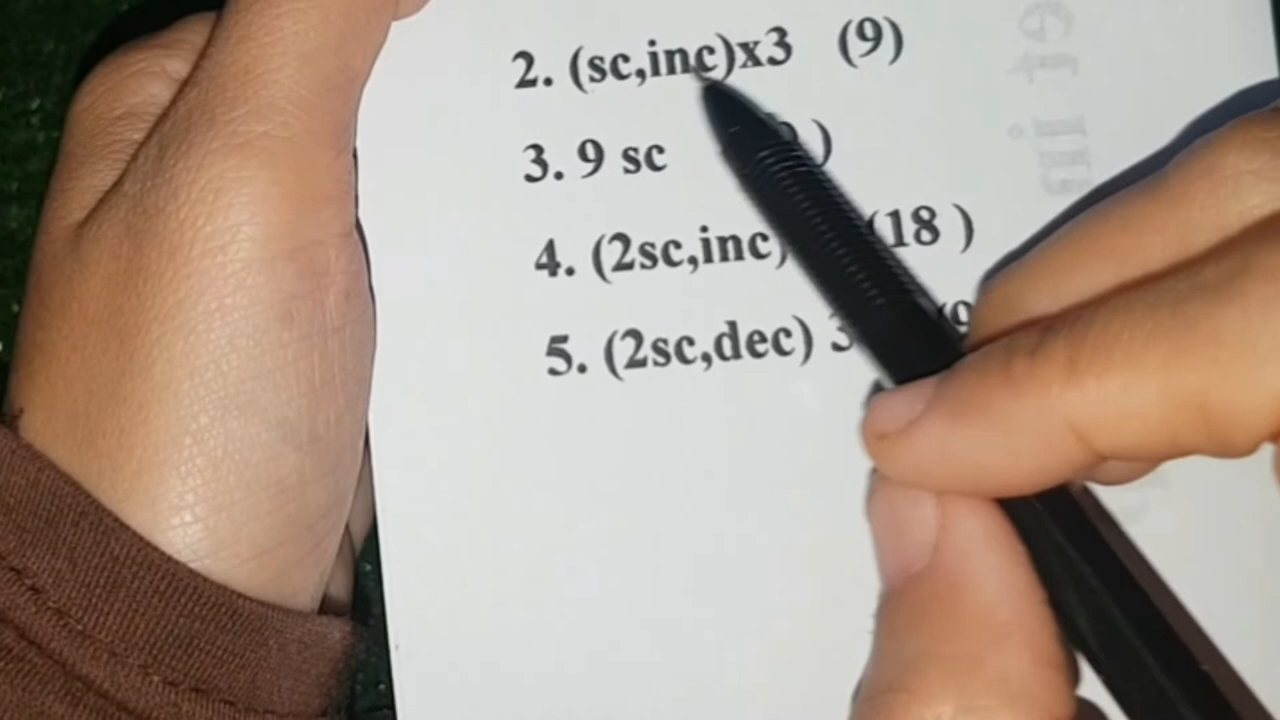 2. (sc,inc)x3 (9)
3. 9 sc )
4. (2sc,inc) (18 )
5. (2sc,dec) 3